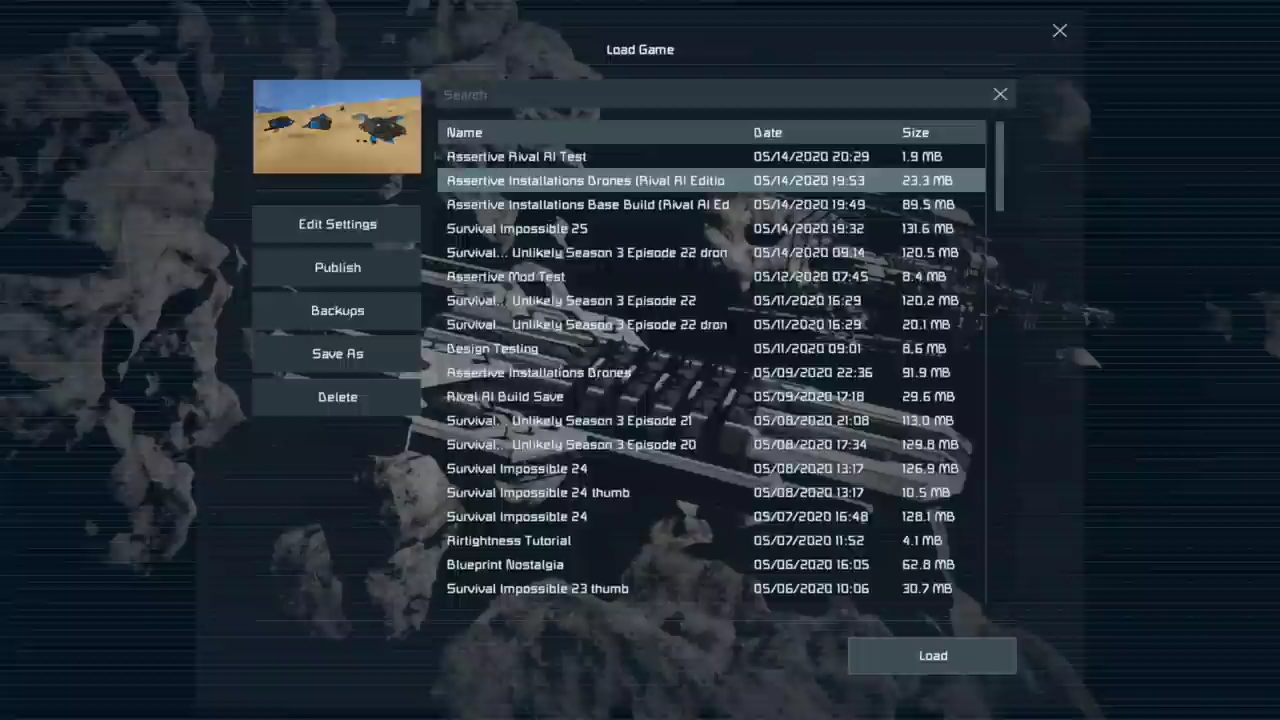 Load Game
Search
Name Date Size
Assertive Rival AI Test 05/14/2020 20:29 1.9 MB
Assertive Installations Drones (Rival AI Editio 05/14/2020 19:53 23.3 MB
Assertive Installations Base Build (Rival AI Ed 05/14/2020 19:49 89.5 MB
Survival Impossible 25 05/14/2020 19:32 131.6 MB
Survival... Unlikely Season 3 Episode 22 dron 05/14/2020 09:14 120.5 MB
Assertive Mod Test 05/12/2020 07:45 8.4 MB
Survival... Unlikely Season 3 Episode 22 05/11/2020 16:29 120.2 MB
Survival... Unlikely Season 3 Episode 22 dron 05/11/2020 16:29 20.1 MB
Design Testing 05/11/2020 09:01 8.6 MB
Assertive Installations Drones 05/09/2020 22:36 91.9 MB
Rival AI Build Save 05/09/2020 17:18 29.6 MB
Survival... Unlikely Season 3 Episode 21 05/08/2020 21:08 113.0 MB
Survival... Unlikely Season 3 Episode 20 05/08/2020 17:34 129.8 MB
Survival Impossible 24 05/08/2020 13:17 126.9 MB
Survival Impossible 24 thumb 05/08/2020 13:17 10.5 MB
Survival Impossible 24 05/07/2020 16:48 128.1 MB
Airtightness Tutorial 05/07/2020 11:52 4.1 MB
Blueprint Nostalgia 05/06/2020 16:05 62.8 MB
Survival Impossible 23 thumb 05/06/2020 10:06 30.7 MB
Edit Settings
Publish
Backups
Save As
Delete
Load